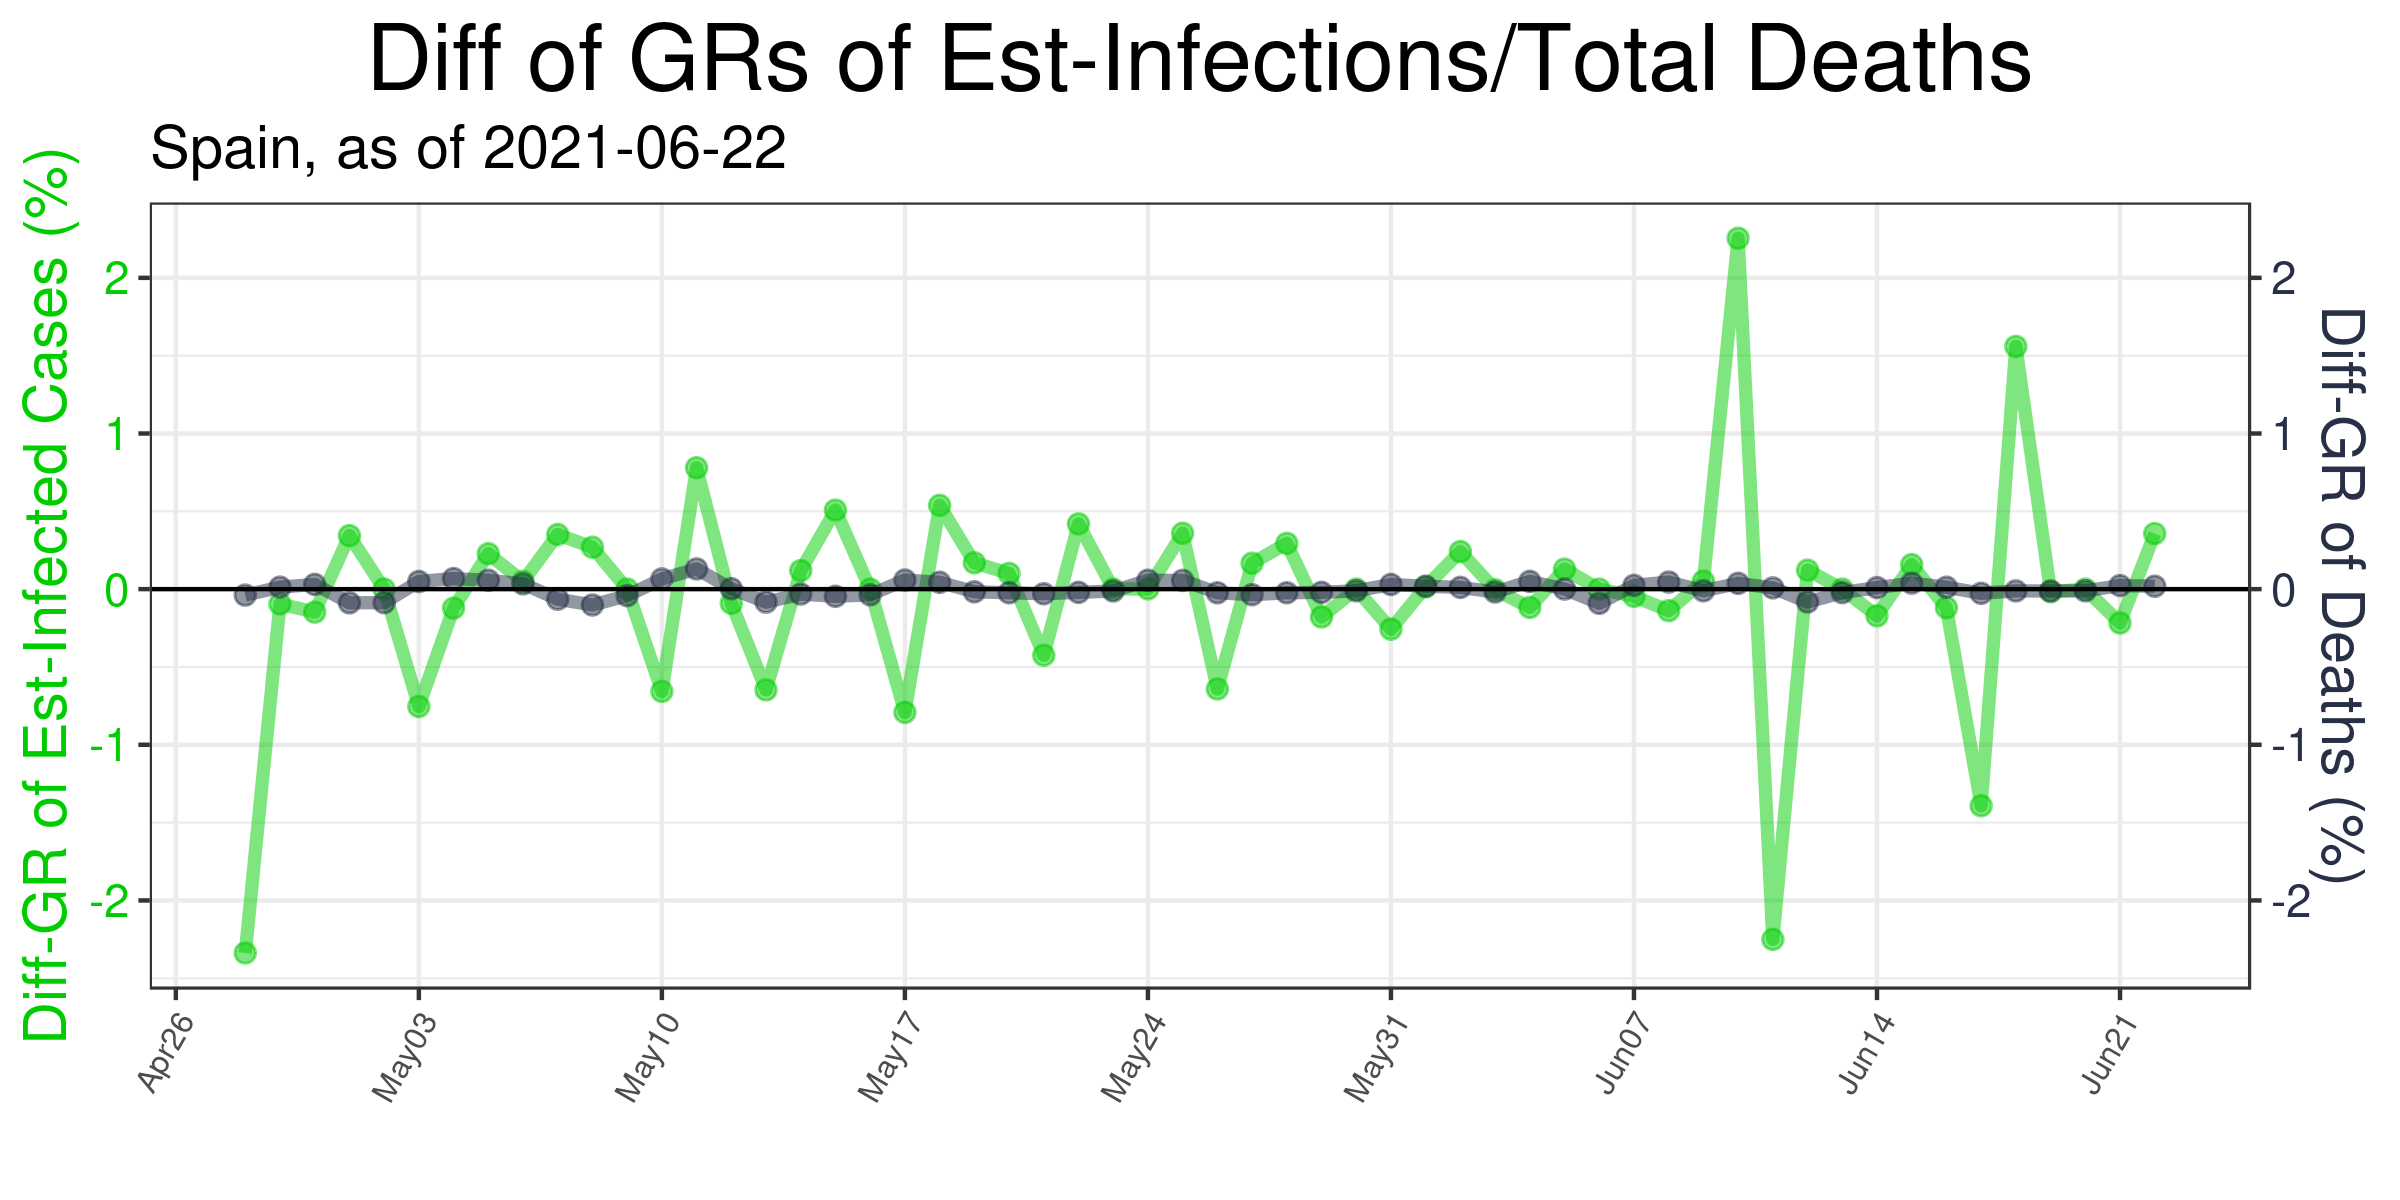 Diff of GRs of Est-Infections/Total Deaths
Spain, as of 2021-06-22
Diff-GR of Est-Infected Cases (%)
2
1
0
-1
-2
2
1
0
-1
-2
Diff-GR of Deaths (%)
Apr26
May03
May10
May17
May24
May31
Jun07
Jun14
Jun21